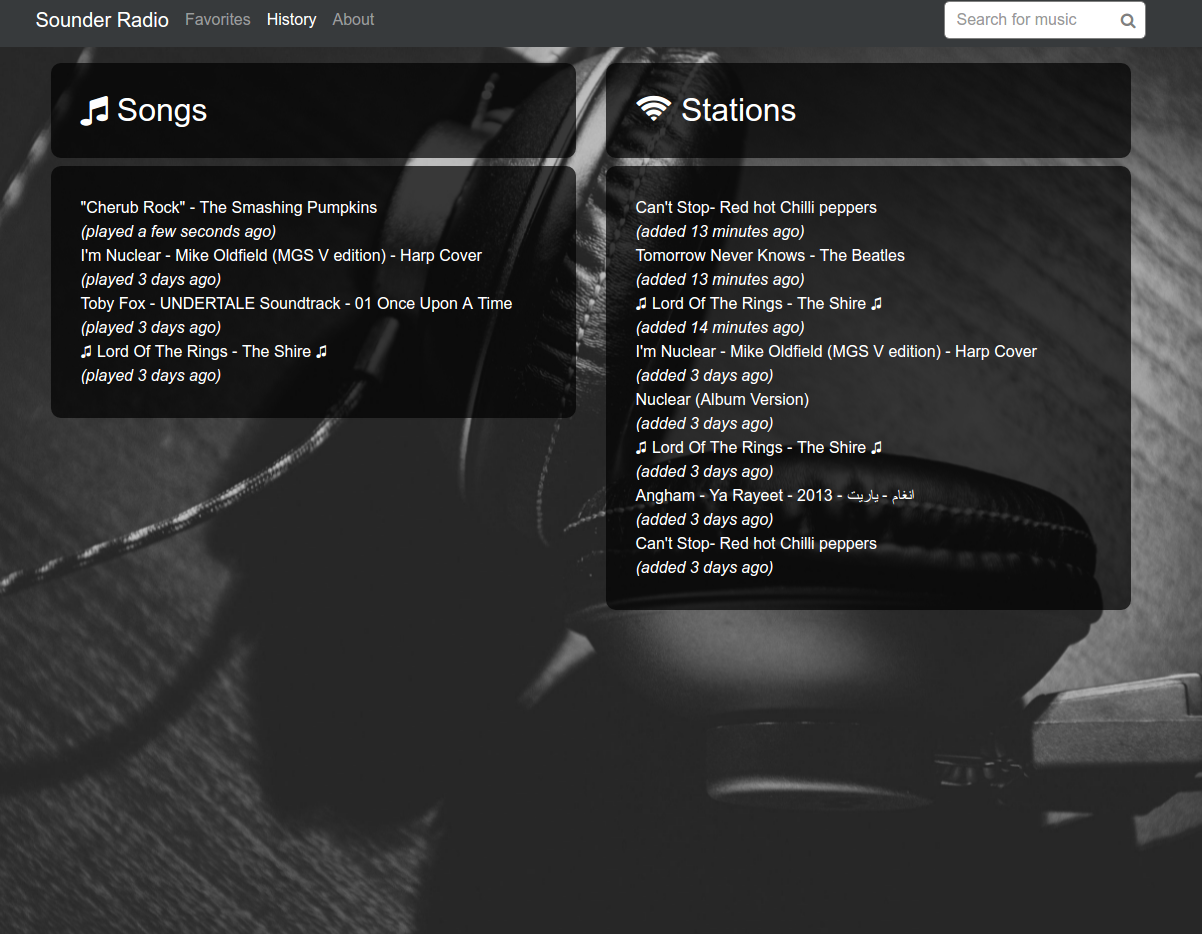 Sounder Radio Favorites History About Search for music
Songs
"Cherub Rock" - The Smashing Pumpkins
(played a few seconds ago)
I'm Nuclear - Mike Oldfield (MGS V edition) - Harp Cover
(played 3 days ago)
Toby Fox - UNDERTALE Soundtrack - 01 Once Upon A Time
(played 3 days ago)
♫ Lord Of The Rings - The Shire ♫
(played 3 days ago)
Stations
Can't Stop- Red hot Chilli peppers
(added 13 minutes ago)
Tomorrow Never Knows - The Beatles
(added 13 minutes ago)
♫ Lord Of The Rings - The Shire ♫
(added 14 minutes ago)
I'm Nuclear - Mike Oldfield (MGS V edition) - Harp Cover
(added 3 days ago)
Nuclear (Album Version)
(added 3 days ago)
♫ Lord Of The Rings - The Shire ♫
(added 3 days ago)
Angham - Ya Rayeet - 2013 - انغام - ياريت
(added 3 days ago)
Can't Stop- Red hot Chilli peppers
(added 3 days ago)